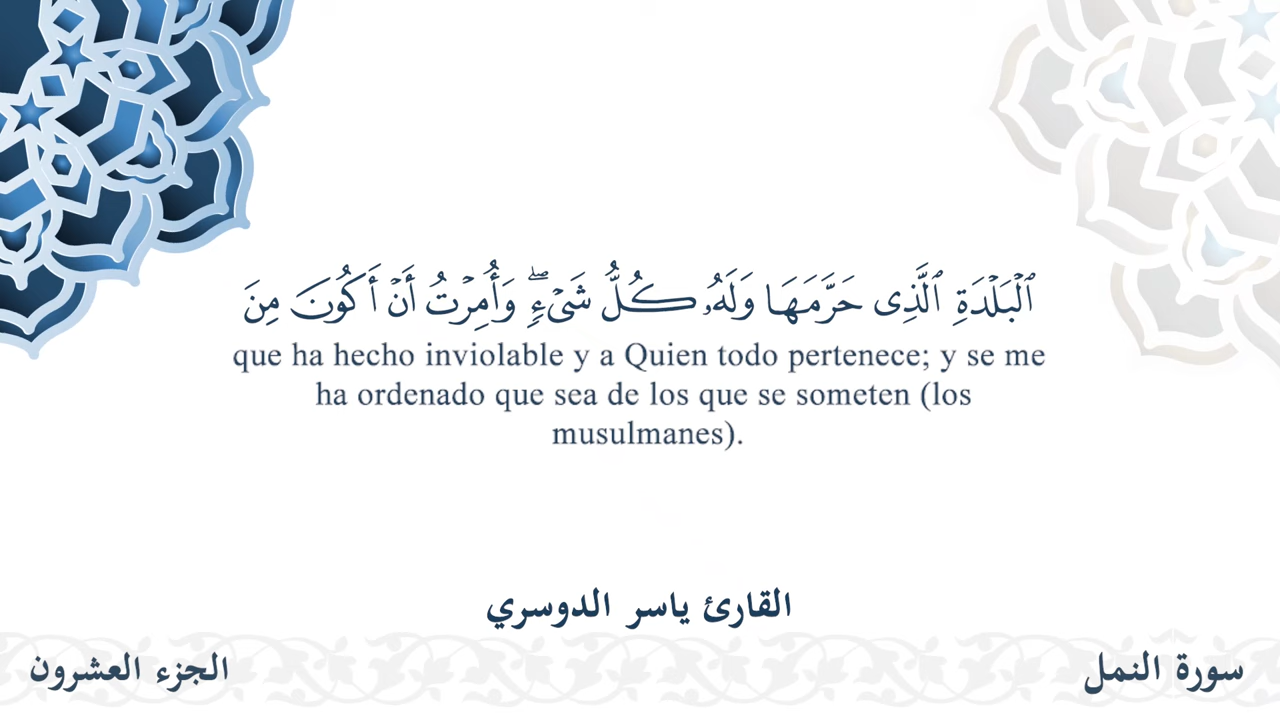 ٱلۡبَلۡدَةِ ٱلَّذِى حَرَّمَهَا وَلَهُۥ كُلُّ شَىۡءٍۖ وَأُمِرۡتُ أَنۡ أَكُونَ مِنَ
que ha hecho inviolable y a Quien todo pertenece; y se me
ha ordenado que sea de los que se someten (los
musulmanes).
القارئ ياسر الدوسري
سورة النمل
الجزء العشرون